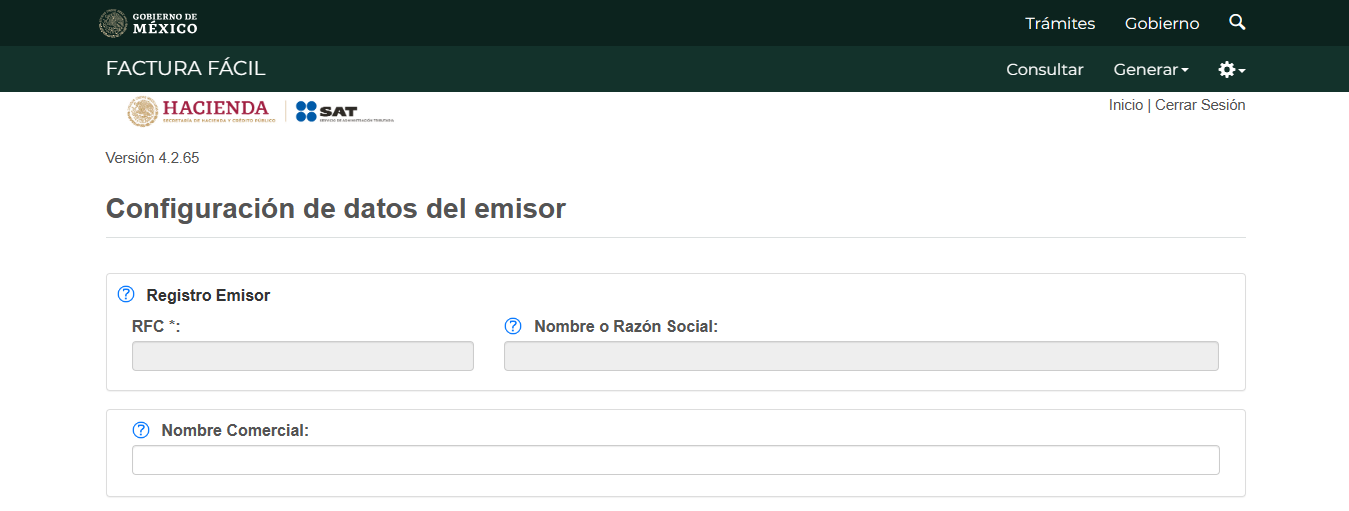 GOBIERNO DE
MÉXICO
Trámites Gobierno
FACTURA FÁCIL
Consultar Generar
HACIENDA
SECRETARÍA DE HACIENDA Y CRÉDITO PÚBLICO
SAT
SERVICIO DE ADMINISTRACIÓN TRIBUTARIA
Inicio | Cerrar Sesión
Versión 4.2.65
Configuración de datos del emisor
? Registro Emisor
RFC *:
? Nombre o Razón Social:
? Nombre Comercial: